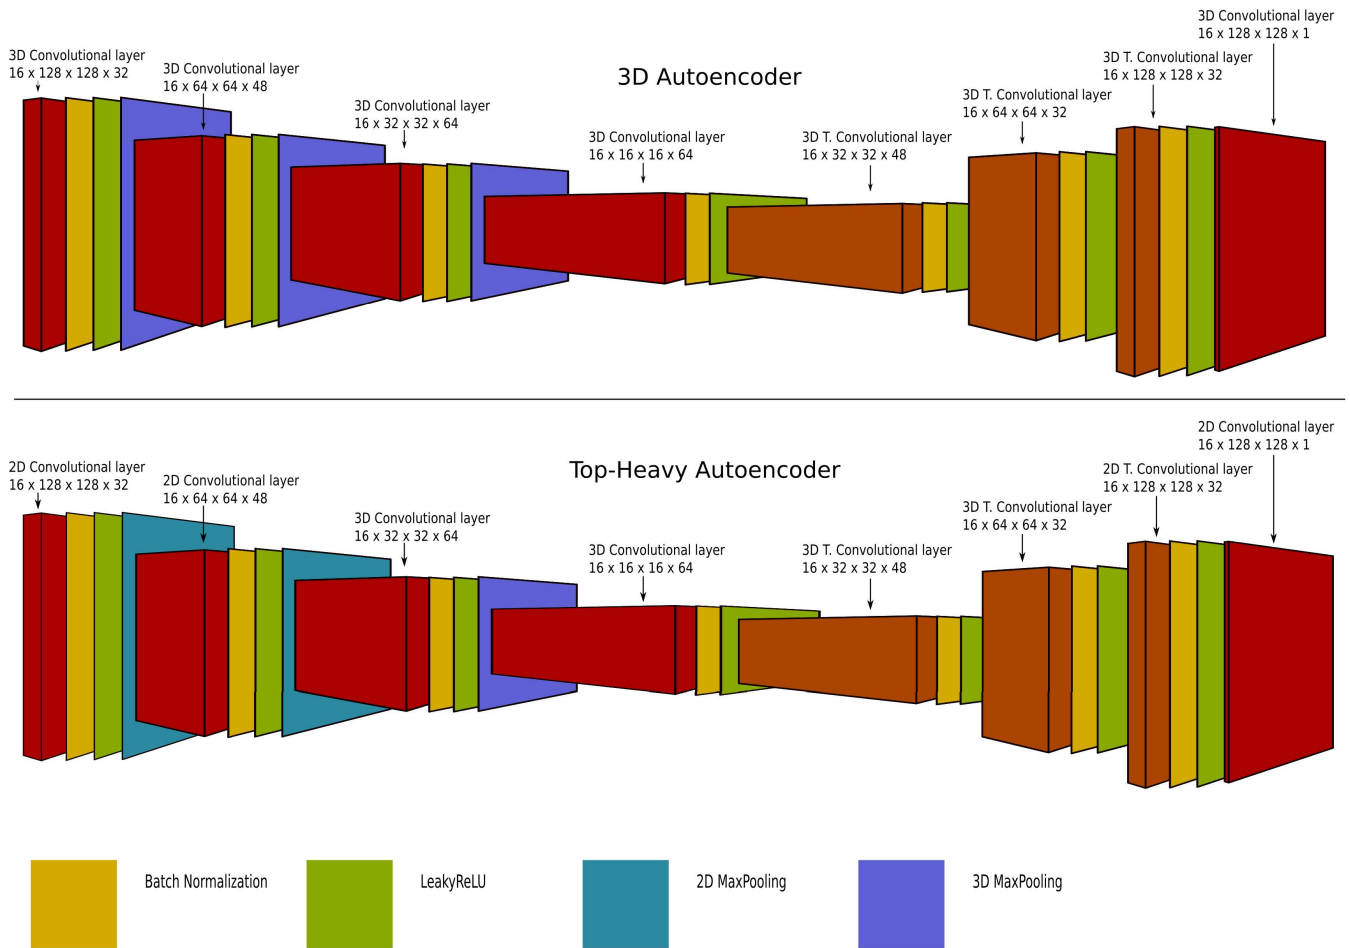 3D Autoencoder
3D Convolutional layer
16 x 128 x 128 x 32
3D Convolutional layer
16 x 64 x 64 x 48
3D Convolutional layer
16 x 32 x 32 x 64
3D Convolutional layer
16 x 16 x 16 x 64
3D T. Convolutional layer
16 x 32 x 32 x 48
3D T. Convolutional layer
16 x 64 x 64 x 32
3D T. Convolutional layer
16 x 128 x 128 x 32
3D Convolutional layer
16 x 128 x 128 x 1
Top-Heavy Autoencoder
2D Convolutional layer
16 x 128 x 128 x 32
2D Convolutional layer
16 x 64 x 64 x 48
3D Convolutional layer
16 x 32 x 32 x 64
3D Convolutional layer
16 x 16 x 16 x 64
3D T. Convolutional layer
16 x 32 x 32 x 48
3D T. Convolutional layer
16 x 64 x 64 x 32
2D T. Convolutional layer
16 x 128 x 128 x 32
2D Convolutional layer
16 x 128 x 128 x 1
Batch Normalization
LeakyReLU
2D MaxPooling
3D MaxPooling